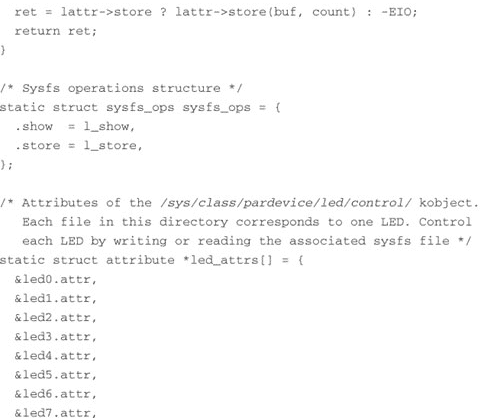 ret = lattr->store ? lattr->store(buf, count) : -EIO;
return ret;
}
/* Sysfs operations structure */
static struct sysfs_ops sysfs_ops = {
.show  = l_show,
.store = l_store,
};
/* Attributes of the /sys/class/pardevice/led/control/ kobject.
Each file in this directory corresponds to one LED. Control
each LED by writing or reading the associated sysfs file */
static struct attribute *led_attrs[] = {
&led0.attr,
&led1.attr,
&led2.attr,
&led3.attr,
&led4.attr,
&led5.attr,
&led6.attr,
&led7.attr,